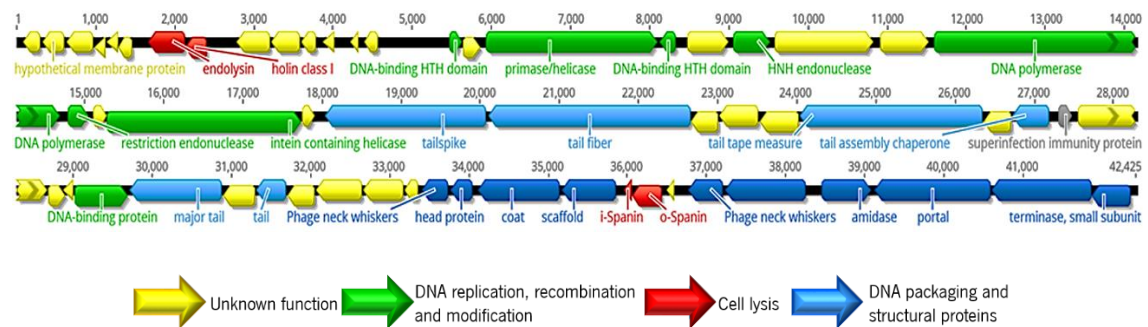 1 1,000 2,000 3,000 4,000 5,000 6,000 7,000 8,000 9,000 10,000 11,000 12,000 13,000 14,000
hypothetical membrane protein endolysin holin class I DNA-binding HTH domain primase/helicase DNA-binding HTH domain HNH endonuclease DNA polymerase
15,000 16,000 17,000 18,000 19,000 20,000 21,000 22,000 23,000 24,000 25,000 26,000 27,000 28,000
DNA polymerase restriction endonuclease intein containing helicase tailspike tail fiber tail tape measure tail assembly chaperone superinfection immunity protein
29,000 30,000 31,000 32,000 33,000 34,000 35,000 36,000 37,000 38,000 39,000 40,000 41,000 42,425
DNA-binding protein major tail tail Phage neck whiskers head protein coat scaffold i-Spanin o-Spanin Phage neck whiskers amidase portal terminase, small subunit
Unknown function DNA replication, recombination Cell lysis DNA packaging and
and modification structural proteins